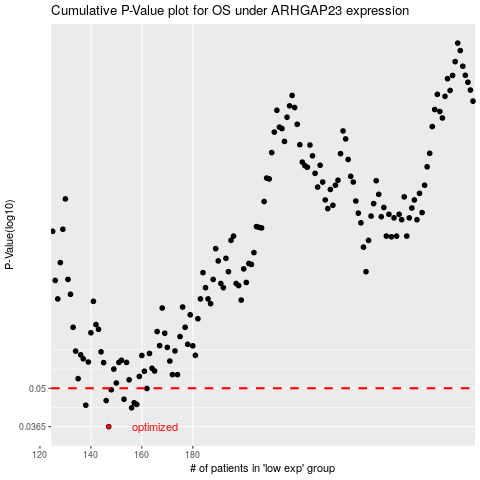 Cumulative P-Value plot for OS under ARHGAP23 expression
P-Value(log10)
0.05
0.0365
optimized
120 140 160 180
# of patients in 'low exp' group